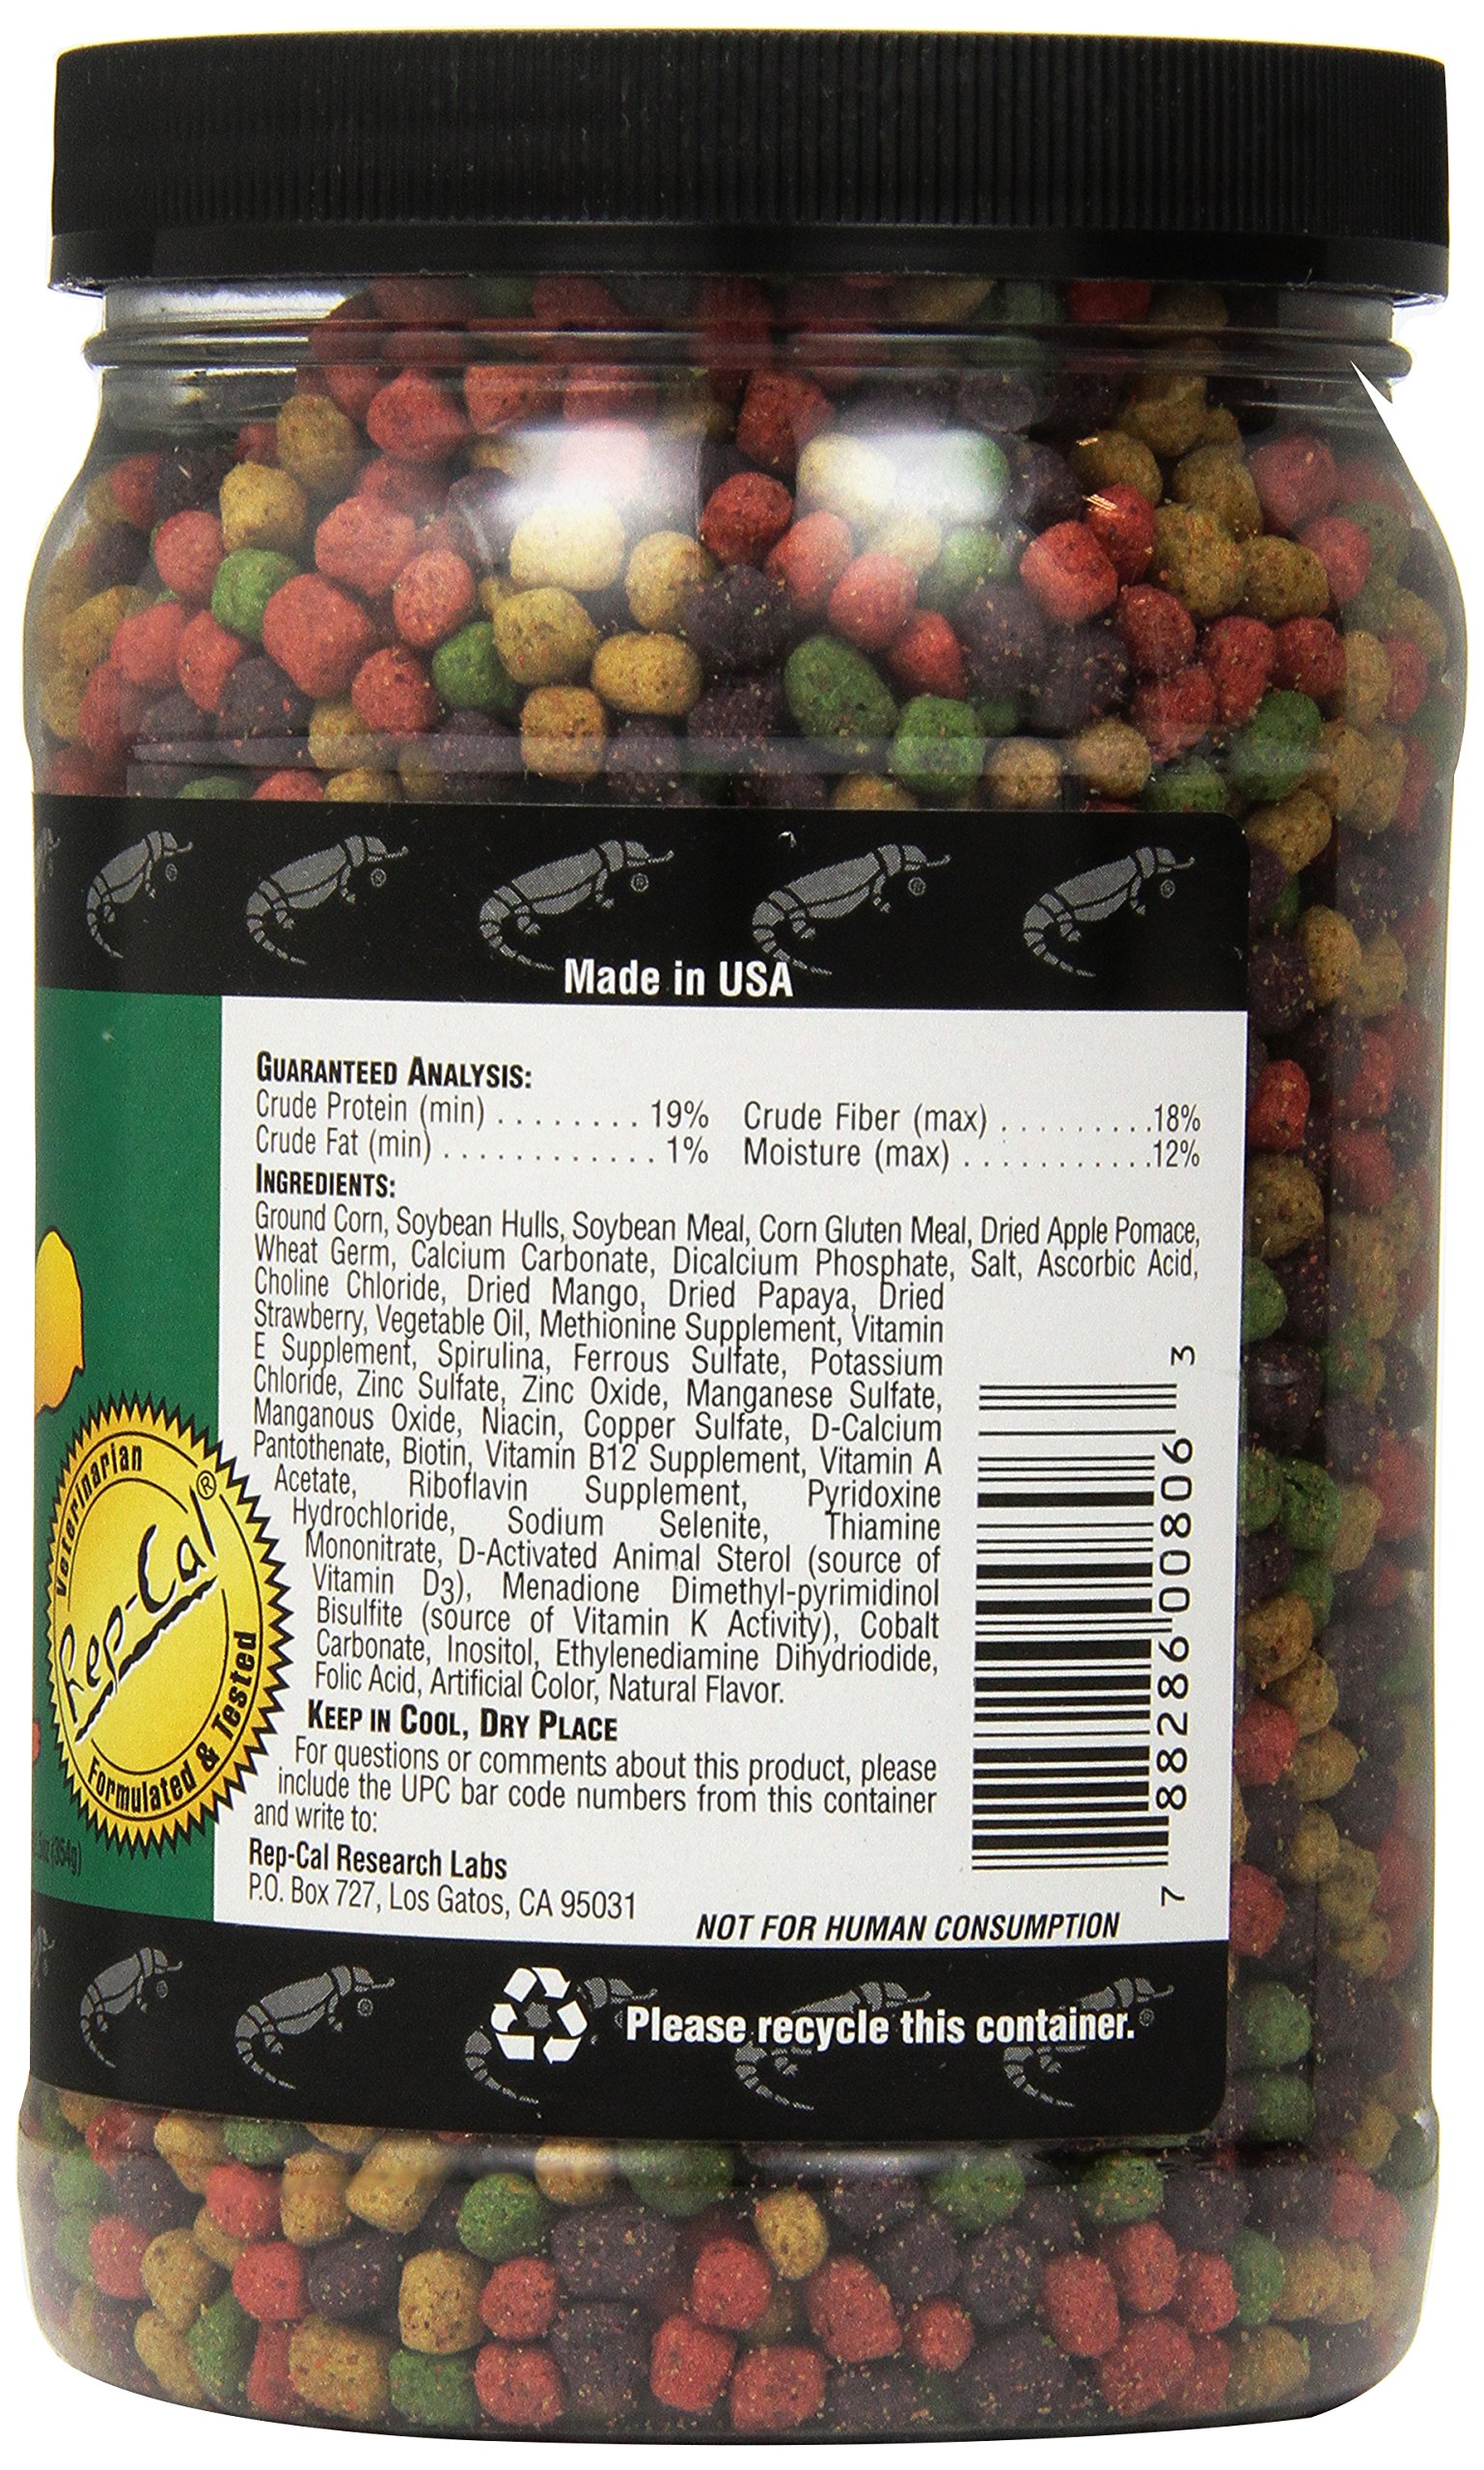 Made in USA
GUARANTEED ANALYSIS:
Crude Protein (min) . . . . . . . . 19% Crude Fiber (max) . . . . . . . . .18%
Crude Fat (min) . . . . . . . . . . . . 1% Moisture (max) . . . . . . . . . . .12%
INGREDIENTS:
Ground Corn, Soybean Hulls, Soybean Meal, Corn Gluten Meal, Dried Apple Pomace,
Wheat Germ, Calcium Carbonate, Dicalcium Phosphate, Salt, Ascorbic Acid,
Choline Chloride, Dried Mango, Dried Papaya, Dried
Strawberry, Vegetable Oil, Methionine Supplement, Vitamin
E Supplement, Spirulina, Ferrous Sulfate, Potassium
Chloride, Zinc Sulfate, Zinc Oxide, Manganese Sulfate,
Manganous Oxide, Niacin, Copper Sulfate, D-Calcium
Pantothenate, Biotin, Vitamin B12 Supplement, Vitamin A
Acetate, Riboflavin Supplement, Pyridoxine
Hydrochloride, Sodium Selenite, Thiamine
Mononitrate, D-Activated Animal Sterol (source of
Vitamin D3), Menadione Dimethyl-pyrimidinol
Bisulfite (source of Vitamin K Activity), Cobalt
Carbonate, Inositol, Ethylenediamine Dihydriodide,
Folic Acid, Artificial Color, Natural Flavor.
KEEP IN COOL, DRY PLACE
For questions or comments about this product, please
include the UPC bar code numbers from this container
and write to:
Rep-Cal Research Labs
P.O. Box 727, Los Gatos, CA 95031
NOT FOR HUMAN CONSUMPTION
7 88286 00806 3
Veterinarian
Rep-Cal®
Formulated & Tested
(354g)
Please recycle this container.